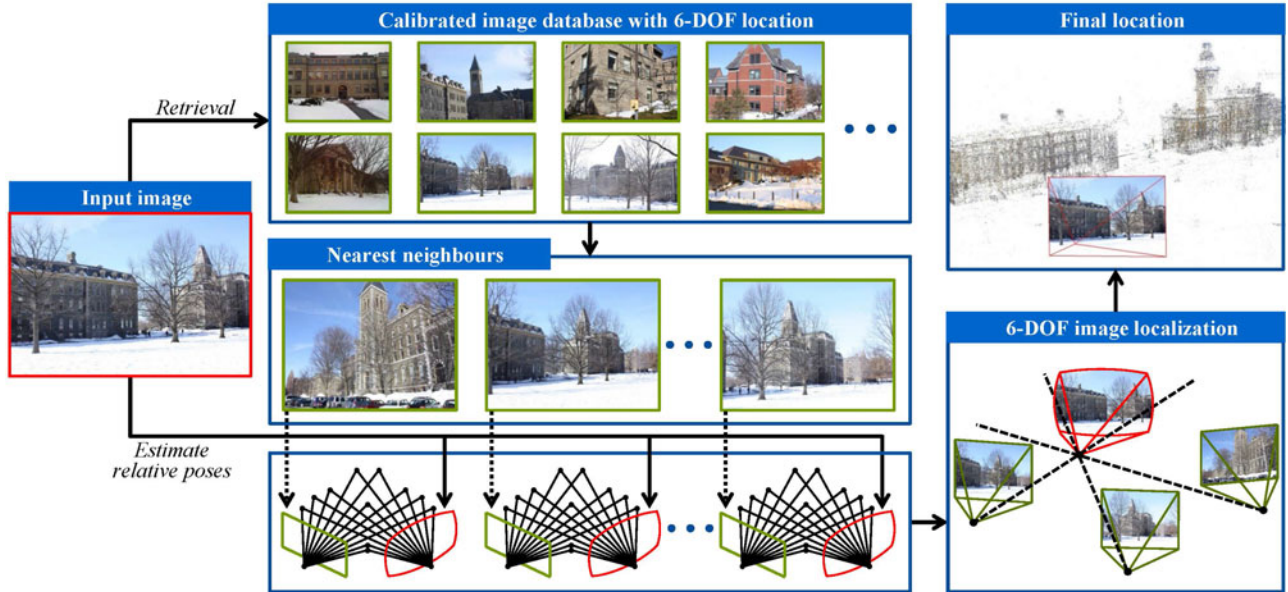 Calibrated image database with 6-DOF location
Final location
Retrieval
Input image
Nearest neighbours
6-DOF image localization
Estimate
relative poses